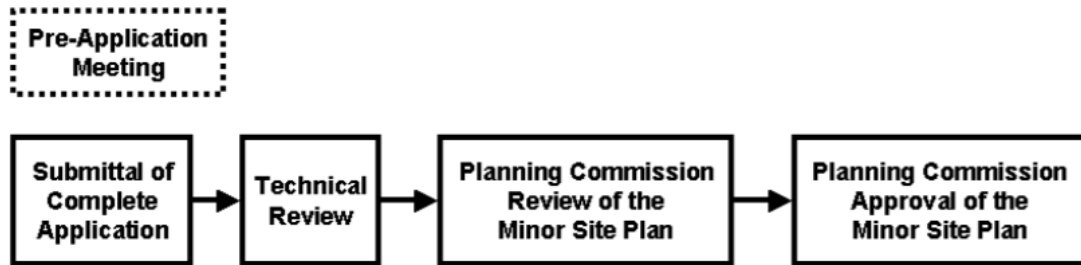 Pre-Application
Meeting
Submittal of
Complete
Application
Technical
Review
Planning Commission
Review of the
Minor Site Plan
Planning Commission
Approval of the
Minor Site Plan